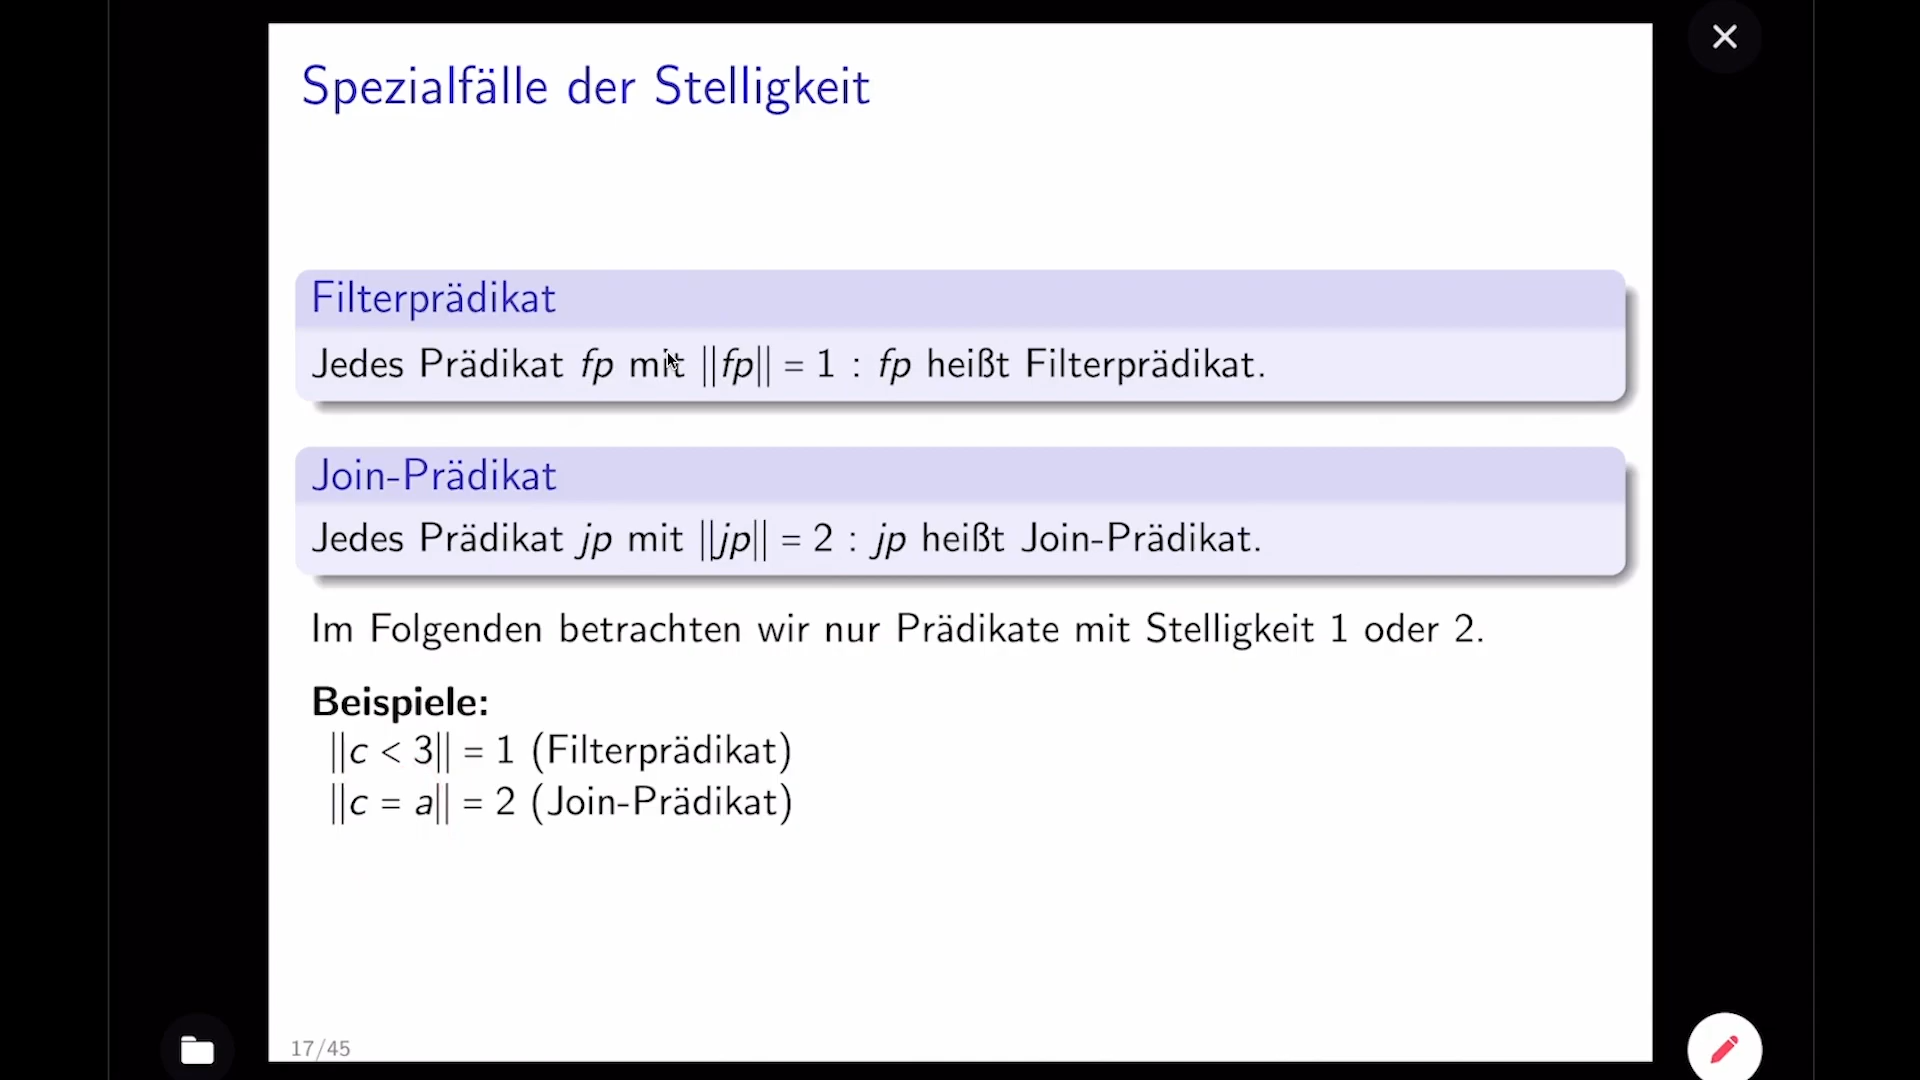 Spezialfälle der Stelligkeit
Filterprädikat
Jedes Prädikat fp mit ||fp|| = 1 : fp heißt Filterprädikat.
Join-Prädikat
Jedes Prädikat jp mit ||jp|| = 2 : jp heißt Join-Prädikat.
Im Folgenden betrachten wir nur Prädikate mit Stelligkeit 1 oder 2.
Beispiele:
||c < 3|| = 1 (Filterprädikat)
||c = a|| = 2 (Join-Prädikat)
17/45